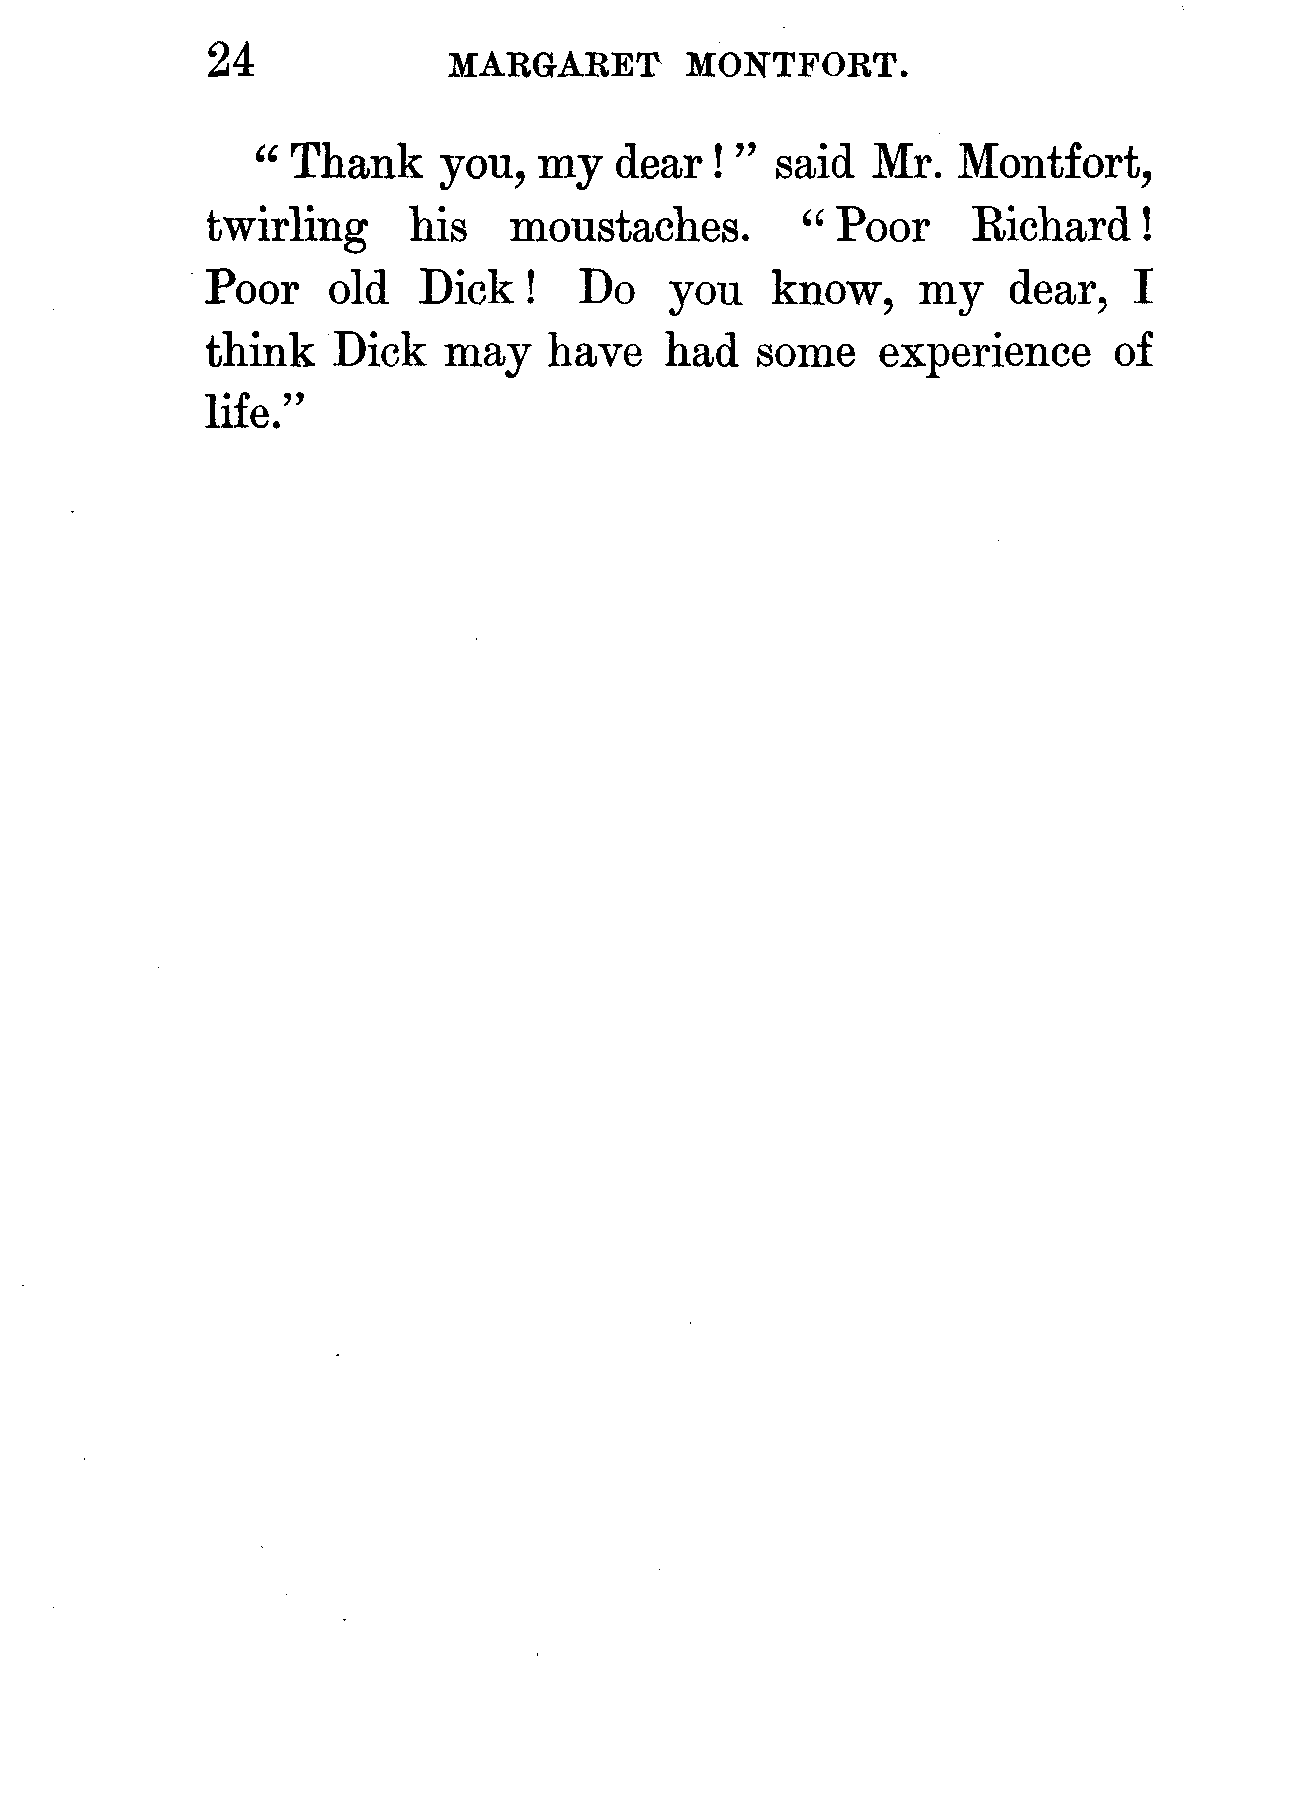 24 MARGARET MONTFORT.
“Thank you, my dear!” said Mr. Montfort,
twirling his moustaches. “Poor Richard!
Poor old Dick! Do you know, my dear, I
think Dick may have had some experience of
life.”